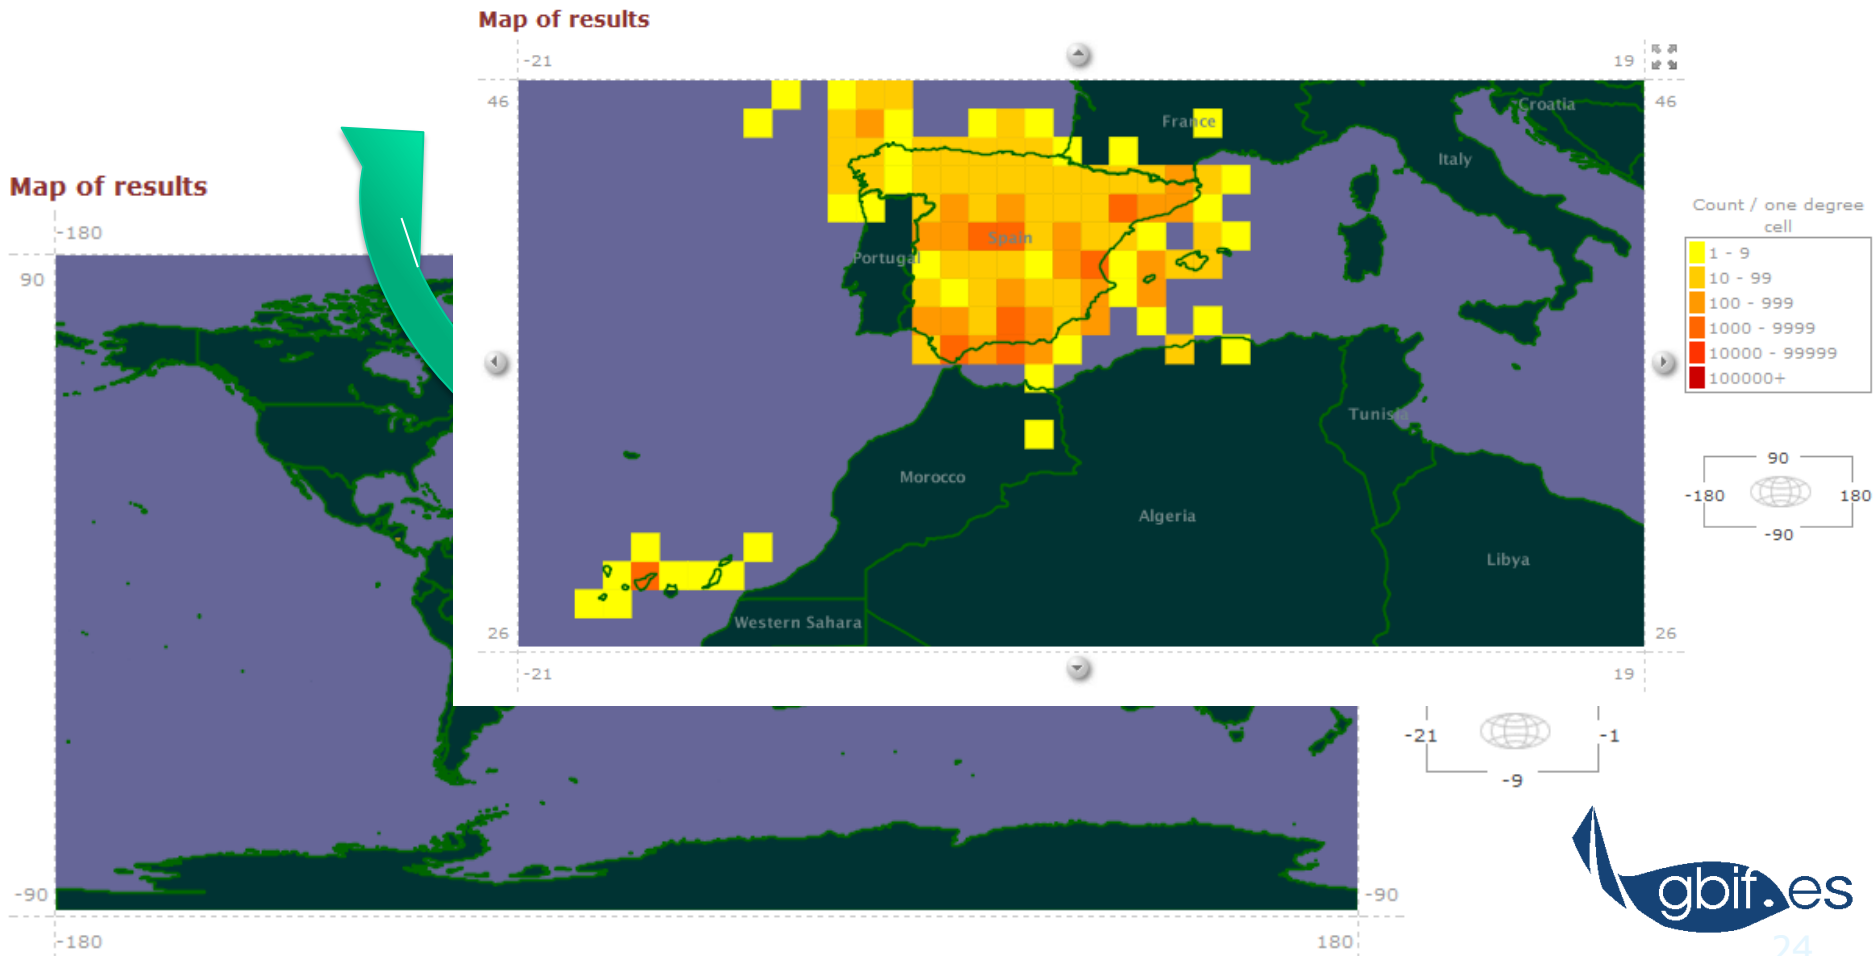 Map of results
-21
19
46
46
Croatia
France
Italy
Spain
Portugal
Tunisia
Morocco
Algeria
Libya
Western Sahara
26
26
-21
19
Count / one degree
cell
1 - 9
10 - 99
100 - 999
1000 - 9999
10000 - 99999
100000+
90
-180
180
-90
Map of results
-180
90
-90
-90
-180
180
-21
-1
-9
gbif.es
24